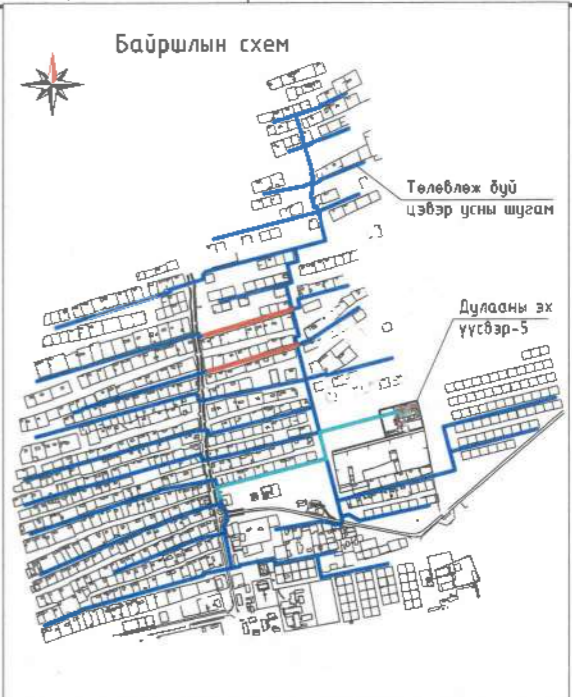 Байршлын схем
Төлөвлөж буй
цэвэр усны шугам
Дулааны эх
үүсвэр-5